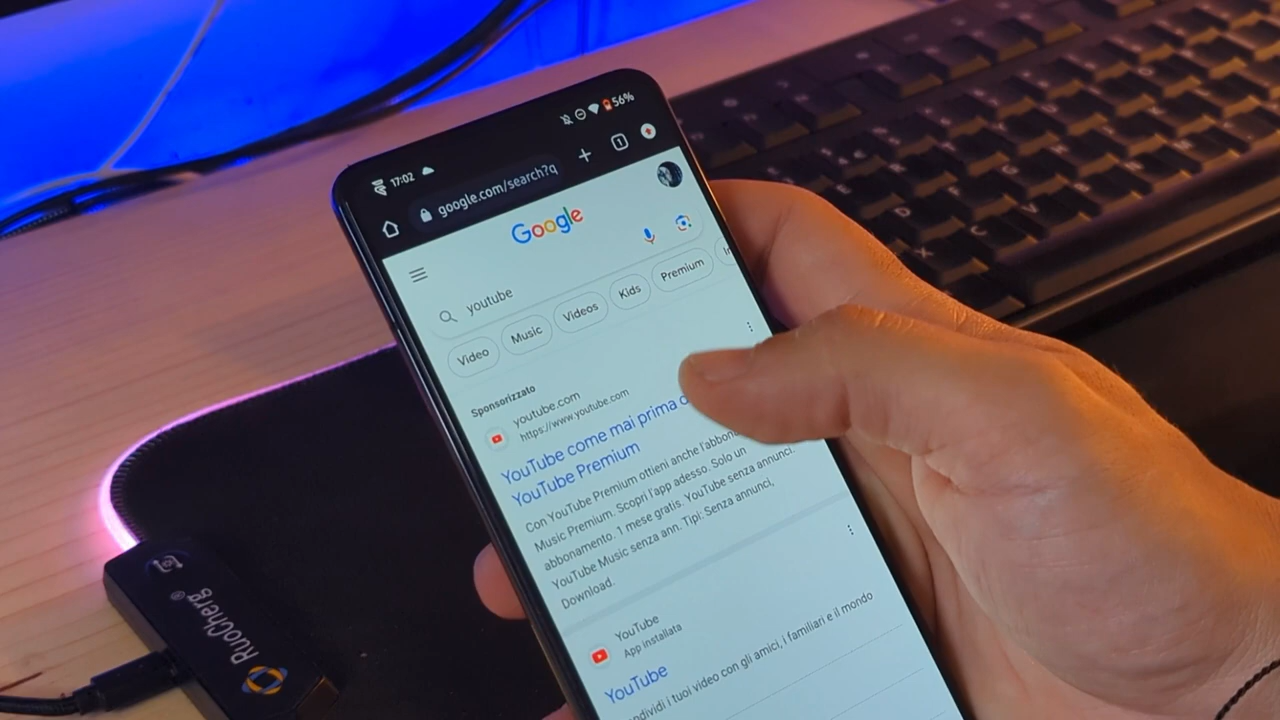 17:02
56%
google.com/search?q
1
Google
youtube
Video
Music
Videos
Kids
Premium
Sponsorizzato
youtube.com
https://www.youtube.com
YouTube come mai prima
YouTube Premium
Con YouTube Premium ottieni anche l'abbona
Music Premium. Scopri l'app adesso. Solo un
abbonamento. 1 mese gratis. YouTube senza annunci.
YouTube Music senza ann. Tipi: Senza annunci,
Download.
YouTube
App installata
YouTube
ondividi i tuoi video con gli amici, i familiari e il mondo
RuoCherg
®
D
X
C
V